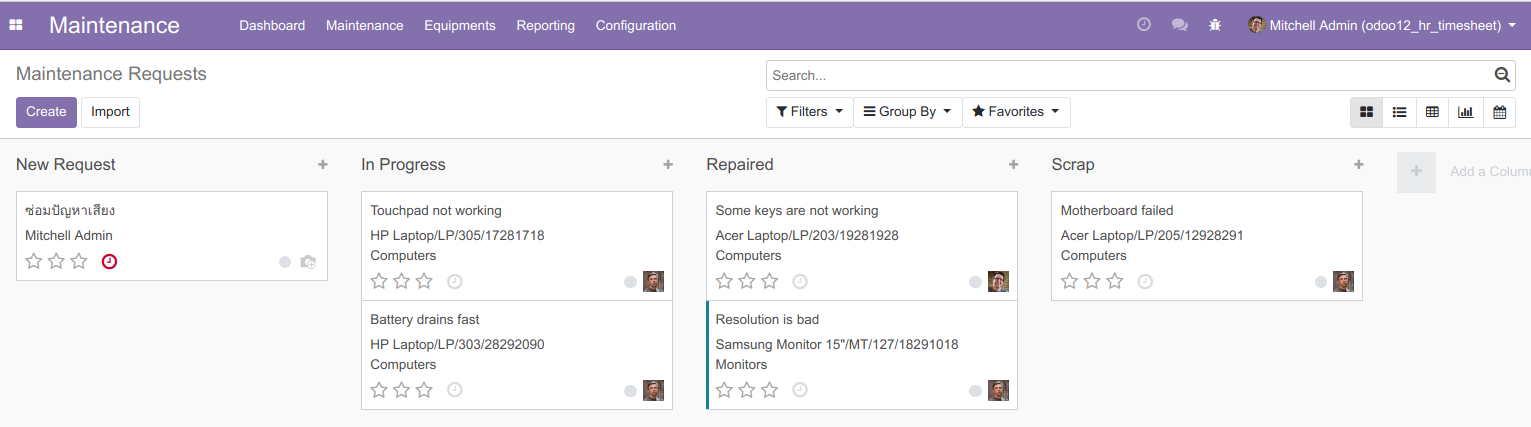 Maintenance
Dashboard
Maintenance
Equipments
Reporting
Configuration
Mitchell Admin (odoo12_hr_timesheet)
Maintenance Requests
Search...
Create
Import
Filters
Group By
Favorites
New Request
ซ่อมปัญหาเสียง
Mitchell Admin
In Progress
Touchpad not working
HP Laptop/LP/305/17281718
Computers
Battery drains fast
HP Laptop/LP/303/28292090
Computers
Repaired
Some keys are not working
Acer Laptop/LP/203/19281928
Computers
Resolution is bad
Samsung Monitor 15"/MT/127/18291018
Monitors
Scrap
Motherboard failed
Acer Laptop/LP/205/12928291
Computers
Add a Colum